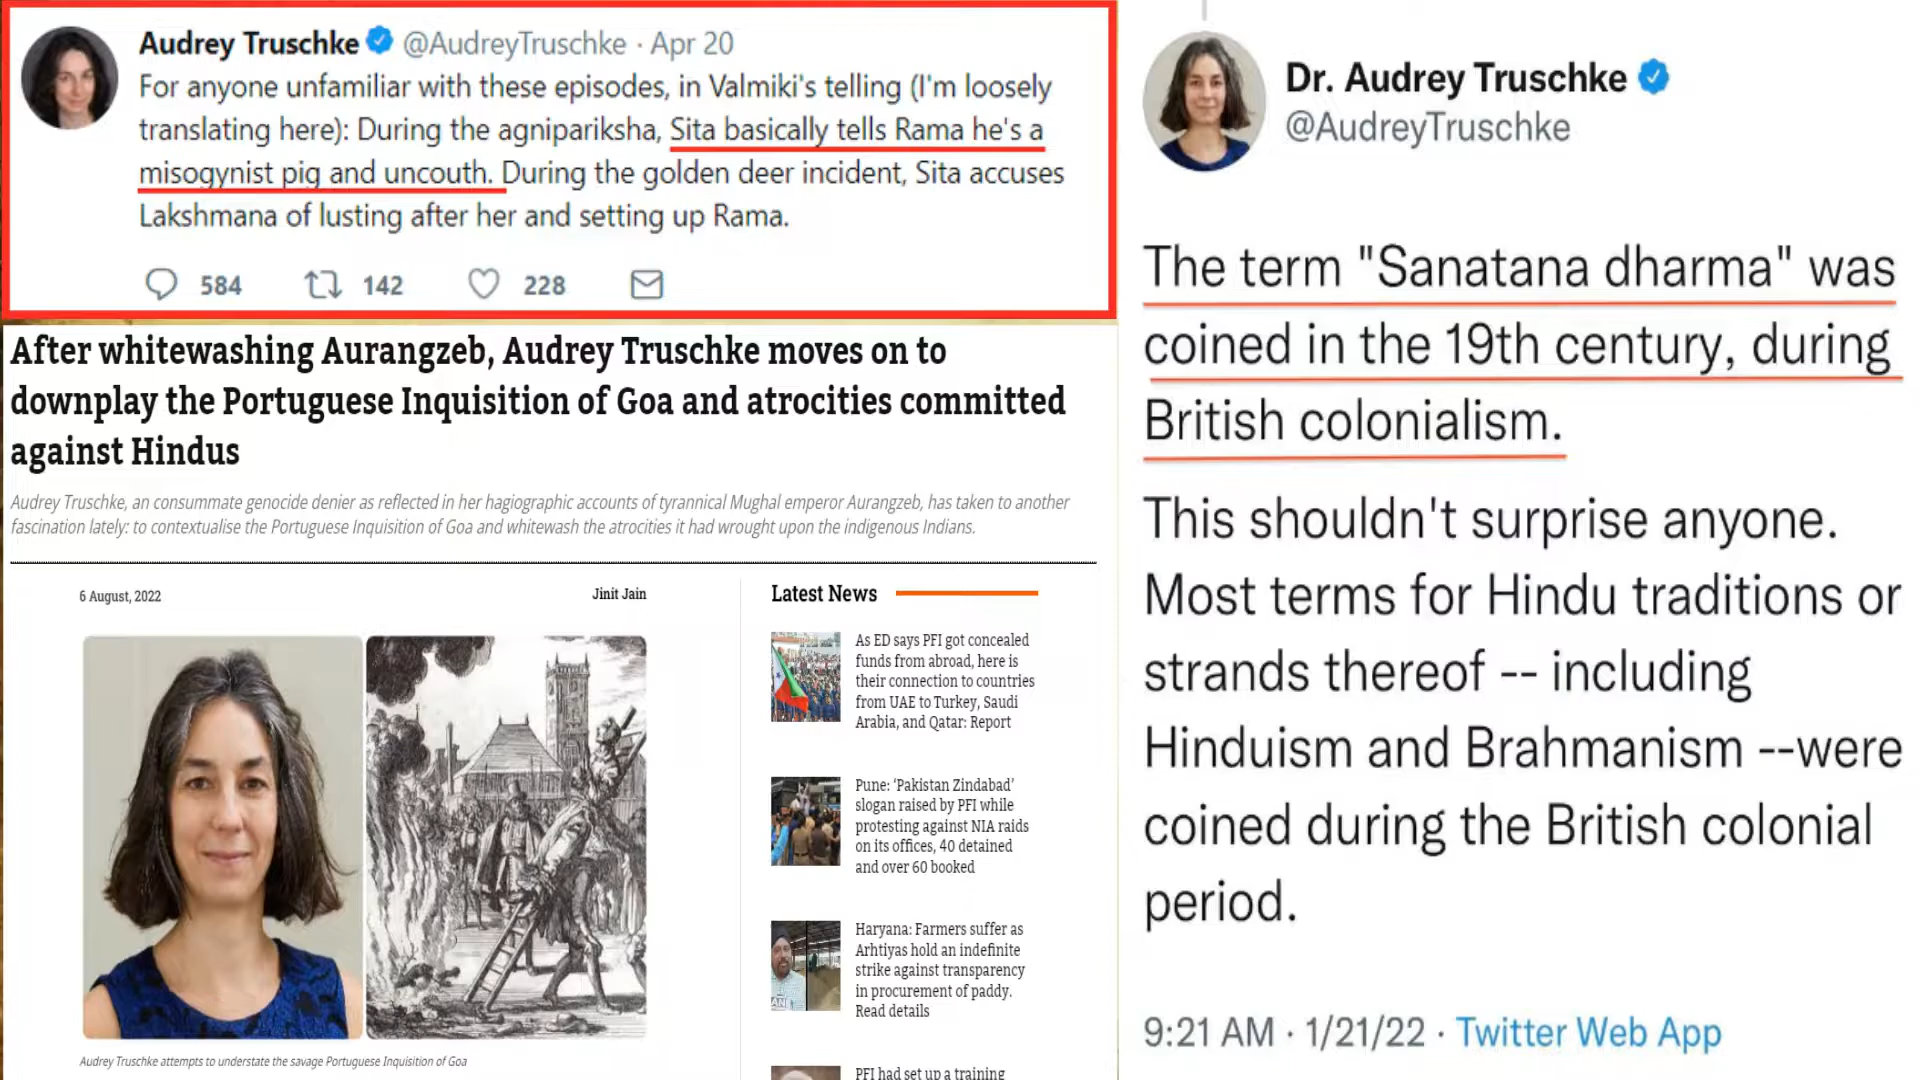 Audrey Truschke @AudreyTruschke · Apr 20
For anyone unfamiliar with these episodes, in Valmiki's telling (I'm loosely
translating here): During the agnipariksha, Sita basically tells Rama he's a
misogynist pig and uncouth. During the golden deer incident, Sita accuses
Lakshmana of lusting after her and setting up Rama.
584 142 228
After whitewashing Aurangzeb, Audrey Truschke moves on to
downplay the Portuguese Inquisition of Goa and atrocities committed
against Hindus
Audrey Truschke, an consummate genocide denier as reflected in her hagiographic accounts of tyrannical Mughal emperor Aurangzeb, has taken to another
fascination lately: to contextualise the Portuguese Inquisition of Goa and whitewash the atrocities it had wrought upon the indigenous Indians.
6 August, 2022
Jinit Jain
Audrey Truschke attempts to understate the savage Portuguese Inquisition of Goa
Latest News
As ED says PFI got concealed
funds from abroad, here is
their connection to countries
from UAE to Turkey, Saudi
Arabia, and Qatar: Report
Pune: ‘Pakistan Zindabad’
slogan raised by PFI while
protesting against NIA raids
on its offices, 40 detained
and over 60 booked
Haryana: Farmers suffer as
Arhtiyas hold an indefinite
strike against transparency
in procurement of paddy.
Read details
PFI had set up a training
Dr. Audrey Truschke
@AudreyTruschke
The term "Sanatana dharma" was
coined in the 19th century, during
British colonialism.
This shouldn't surprise anyone.
Most terms for Hindu traditions or
strands thereof -- including
Hinduism and Brahmanism --were
coined during the British colonial
period.
9:21 AM · 1/21/22 · Twitter Web App